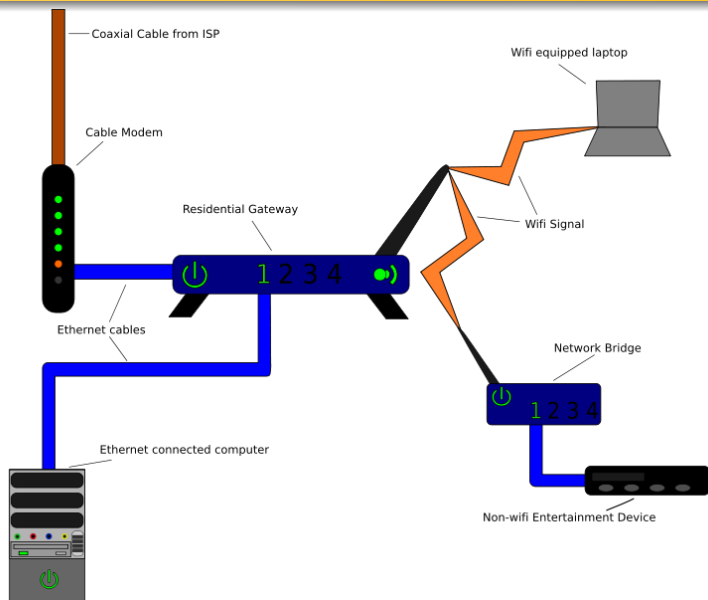 Coaxial Cable from ISP
Wifi equipped laptop
Cable Modem
Residential Gateway
Wifi Signal
1 2 3 4
Ethernet cables
Network Bridge
1 2 3 4
Ethernet connected computer
Non-wifi Entertainment Device